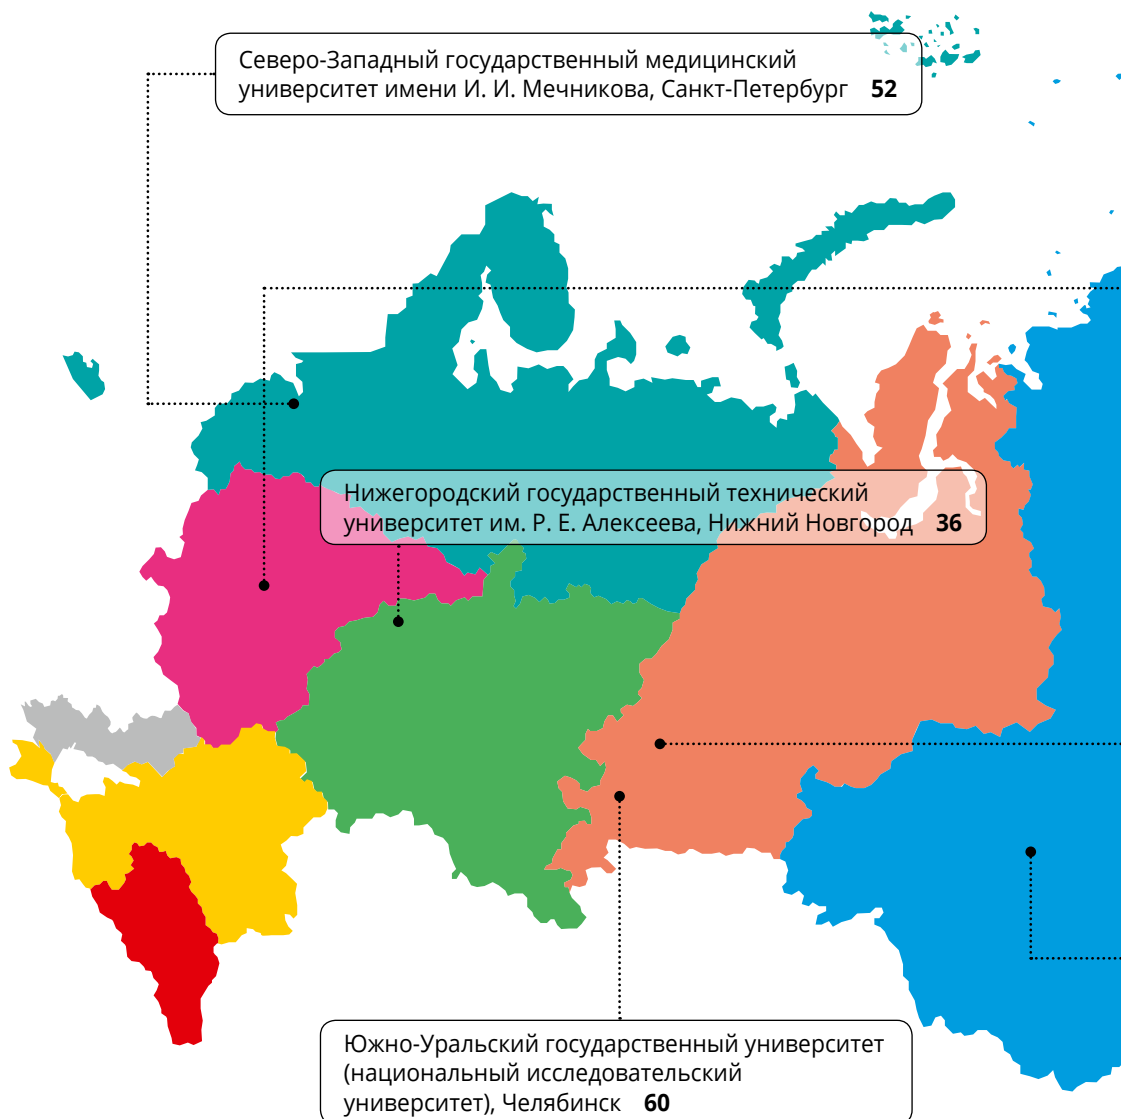 Северо-Западный государственный медицинский
университет имени И. И. Мечникова, Санкт-Петербург 52
Нижегородский государственный технический
университет им. Р. Е. Алексеева, Нижний Новгород 36
Южно-Уральский государственный университет
(национальный исследовательский
университет), Челябинск 60